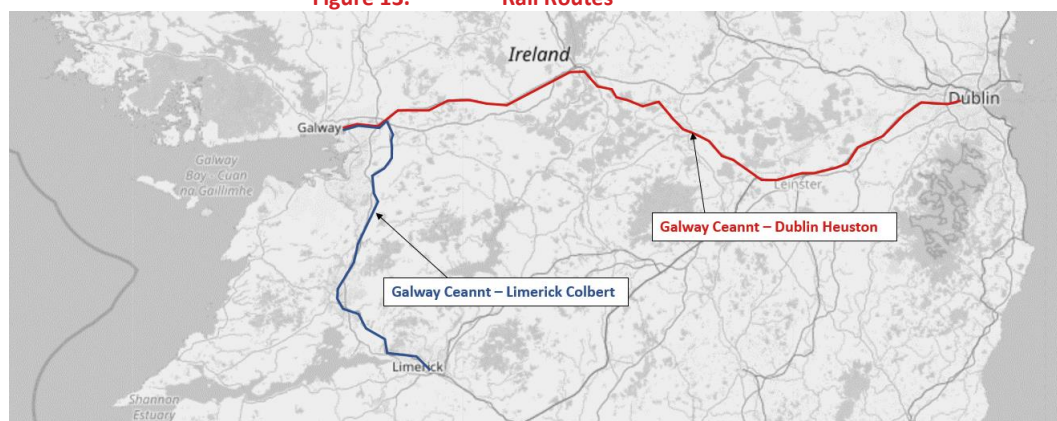 Figure 13. Rail Routes
Ireland
Dublin
Galway
Galway
Bay - Cuan
na Gaillimhe
Leinster
Galway Ceannt – Dublin Heuston
Galway Ceannt – Limerick Colbert
Limerick
Shannon
Estuary